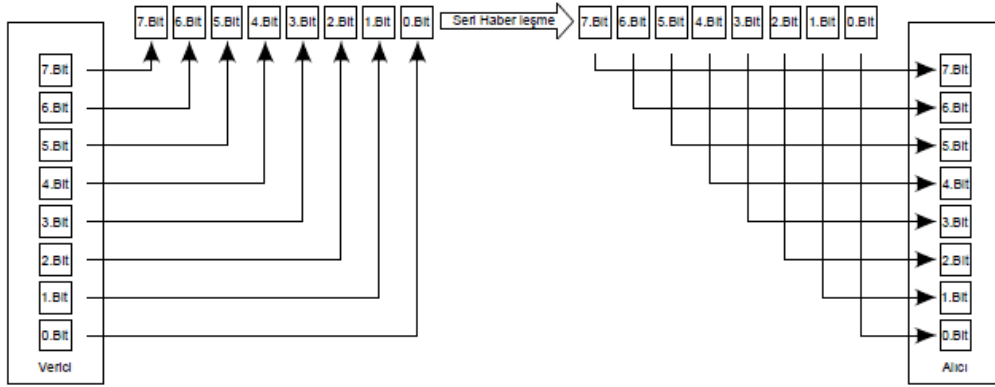 7.Bit 6.Bit 5.Bit 4.Bit 3.Bit 2.Bit 1.Bit 0.Bit Seri Haber leşme 7.Bit 6.Bit 5.Bit 4.Bit 3.Bit 2.Bit 1.Bit 0.Bit
7.Bit 7.Bit
6.Bit 6.Bit
5.Bit 5.Bit
4.Bit 4.Bit
3.Bit 3.Bit
2.Bit 2.Bit
1.Bit 1.Bit
0.Bit 0.Bit
Verici Alıcı